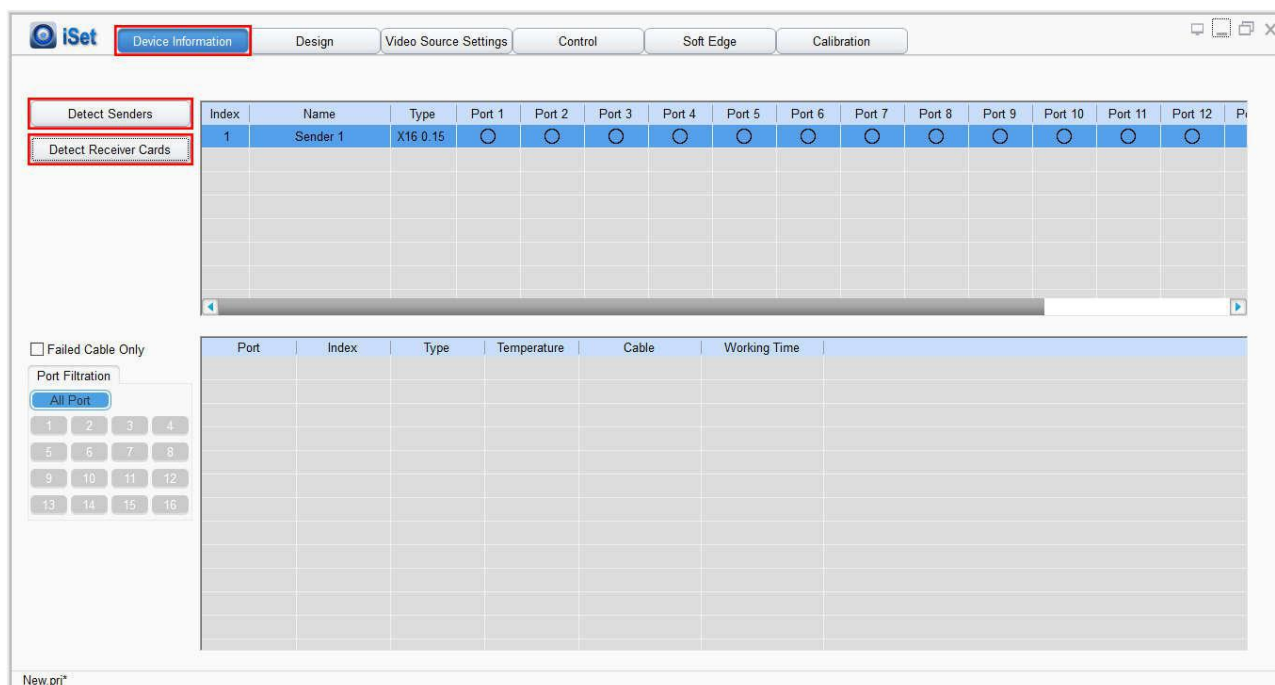 iSet Device Information Design Video Source Settings Control Soft Edge Calibration
Detect Senders
Detect Receiver Cards
Index Name Type Port 1 Port 2 Port 3 Port 4 Port 5 Port 6 Port 7 Port 8 Port 9 Port 10 Port 11 Port 12
1 Sender 1 X16 0.15
Failed Cable Only
Port Filtration
All Port
1 2 3 4
5 6 7 8
9 10 11 12
13 14 15 16
Port Index Type Temperature Cable Working Time
New.prj*